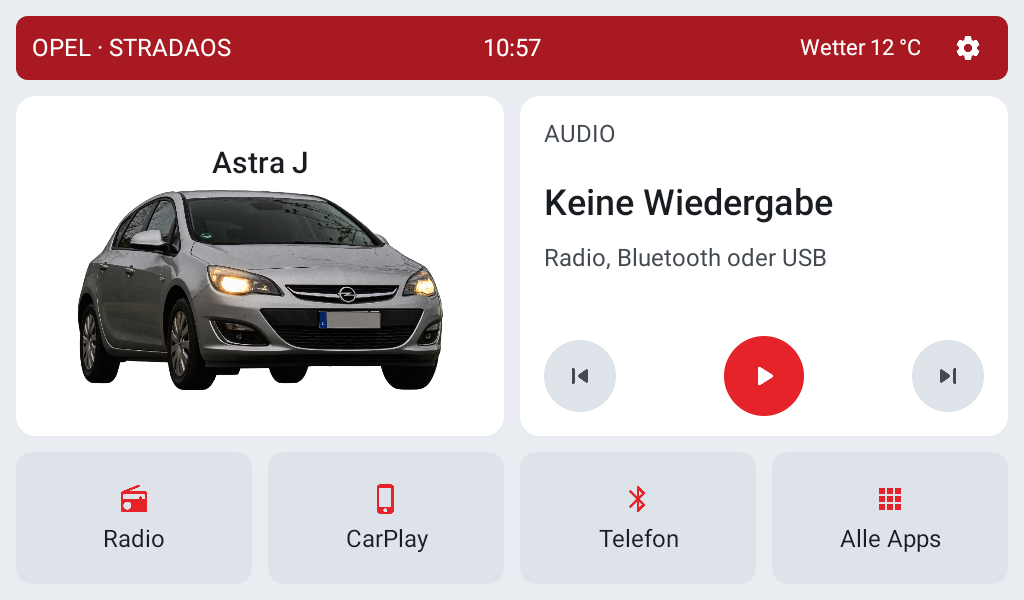 OPEL · STRADAOS
10:57
Wetter 12 °C
Astra J
AUDIO
Keine Wiedergabe
Radio, Bluetooth oder USB
Radio
CarPlay
Telefon
Alle Apps